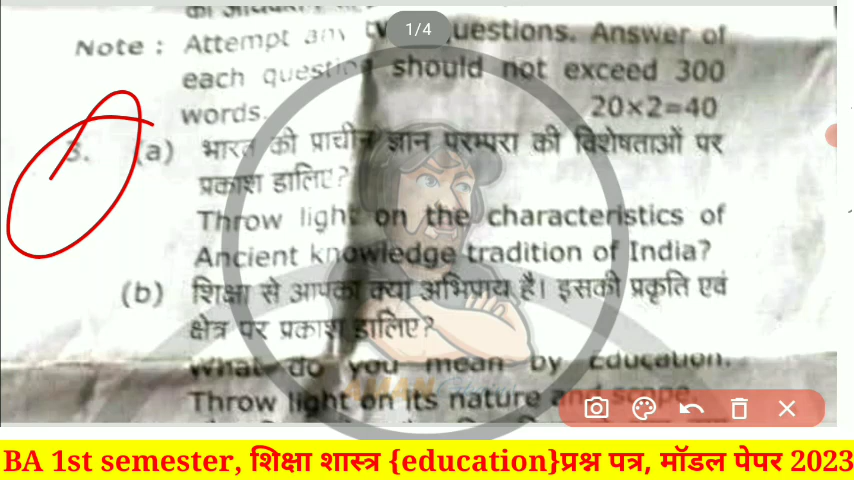 1/4
Note : Attempt any questions. Answer of
each question should not exceed 300
words. 20×2=40
3. (a) भारत की प्राचीन ज्ञान परम्परा की विशेषताओं पर
प्रकाश डालिए?
Throw light on the characteristics of
Ancient knowledge tradition of India?
(b) शिक्षा से आपका क्या अभिप्राय है। इसकी प्रकृति एवं
क्षेत्र पर प्रकाश डालिए?
What do you mean by education.
Throw light on its nature and scope.
BA 1st semester, शिक्षा शास्त्र {education}प्रश्न पत्र, मॉडल पेपर 2023